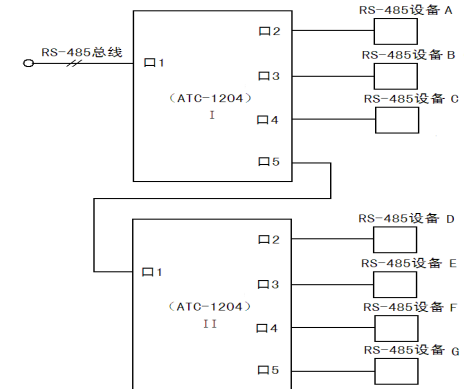 RS-485设备 A
口2
RS-485总线
RS-485设备 B
口1
口3
(ATC-1204)
RS-485设备 C
I
口4
口5
RS-485设备 D
口2
RS-485设备 E
口1
口3
(ATC-1204)
RS-485设备 F
II
口4
RS-485设备 G
口5